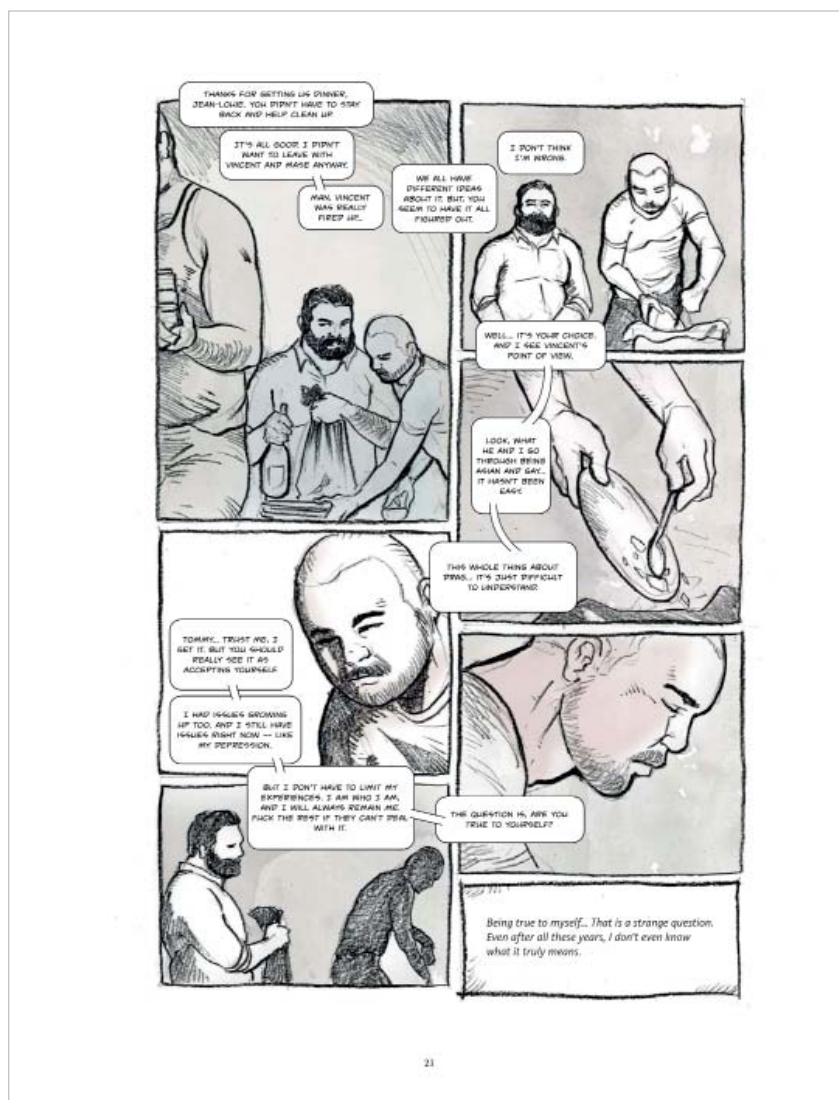 THANKS FOR GETTING US DINNER,
JEAN-LOUIE. YOU DIDN'T HAVE TO STAY
BACK AND HELP CLEAN UP.
IT'S ALL GOOD. I DIDN'T
WANT TO LEAVE WITH
VINCENT AND MASE ANYWAY.
MAN, VINCENT
WAS REALLY
FIRED UP...
WE ALL HAVE
DIFFERENT IDEAS
ABOUT IT. BUT, YOU
SEEM TO HAVE IT ALL
FIGURED OUT.
I DON'T THINK
I'M WRONG.
WELL... IT'S YOUR CHOICE.
AND I SEE VINCENT'S
POINT OF VIEW.
LOOK, WHAT
HE AND I GO
THROUGH BEING
ASIAN AND GAY...
IT HASN'T BEEN
EASY.
THIS WHOLE THING ABOUT
DRAG... IT'S JUST DIFFICULT
TO UNDERSTAND.
TOMMY... TRUST ME, I
GET IT. BUT YOU SHOULD
REALLY SEE IT AS
ACCEPTING YOURSELF
I HAD ISSUES GROWING
UP TOO. AND I STILL HAVE
ISSUES RIGHT NOW -- LIKE
MY DEPRESSION.
BUT I DON'T HAVE TO LIMIT MY
EXPERIENCES. I AM WHO I AM,
AND I WILL ALWAYS REMAIN ME.
FUCK THE REST IF THEY CAN'T DEAL
WITH IT.
THE QUESTION IS, ARE YOU
TRUE TO YOURSELF?
Being true to myself... That is a strange question.
Even after all these years, I don't even know
what it truly means.
23